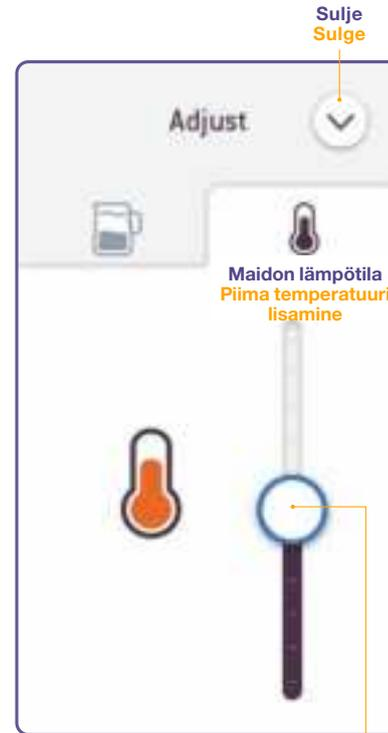 Sulje
Sulge
Adjust
Maidon lämpötila
Piima temperatuuri
lisamine